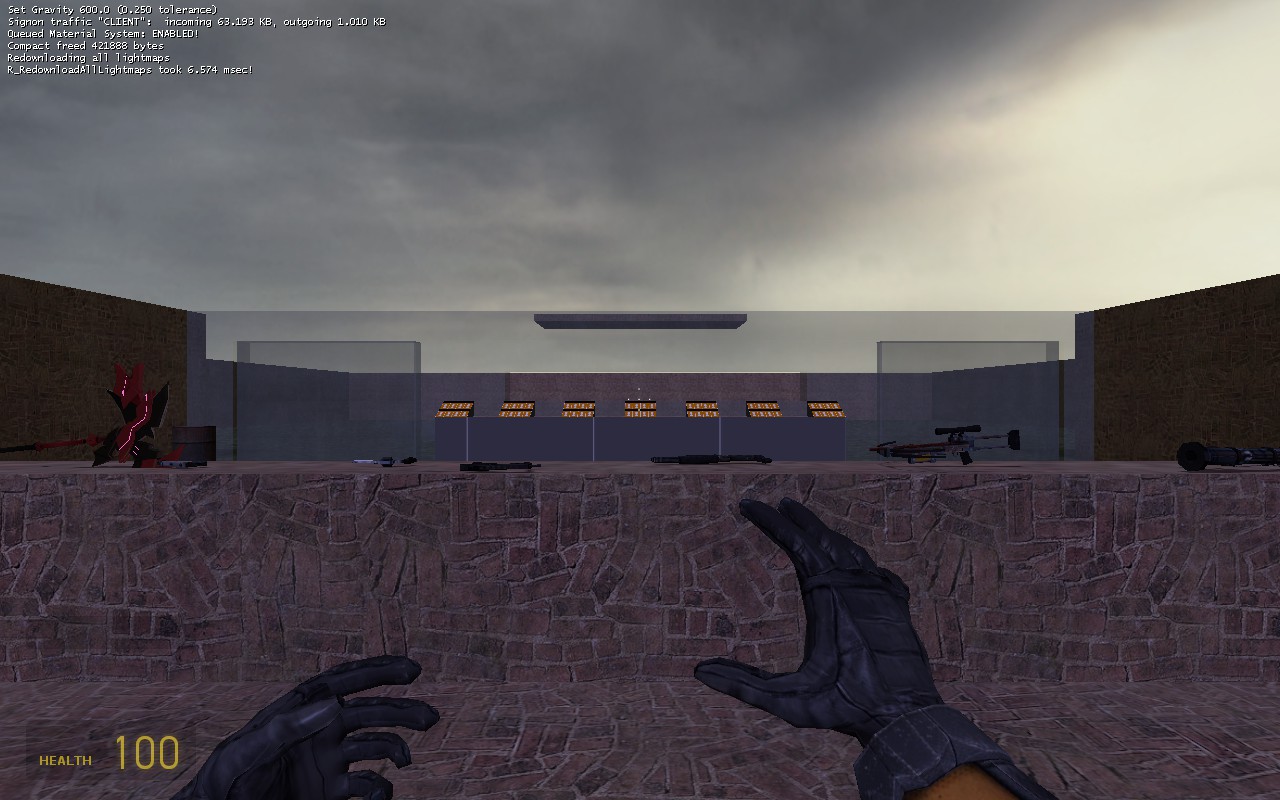 Set Gravity 600.0 (0.250 tolerance)
Signon traffic "CLIENT":  incoming 63.193 KB, outgoing 1.010 KB
Queued Material System: ENABLED!
Compact freed 421888 bytes
Redownloading all lightmaps
R_RedownloadAllLightmaps took 6.574 msec!
HEALTH 100